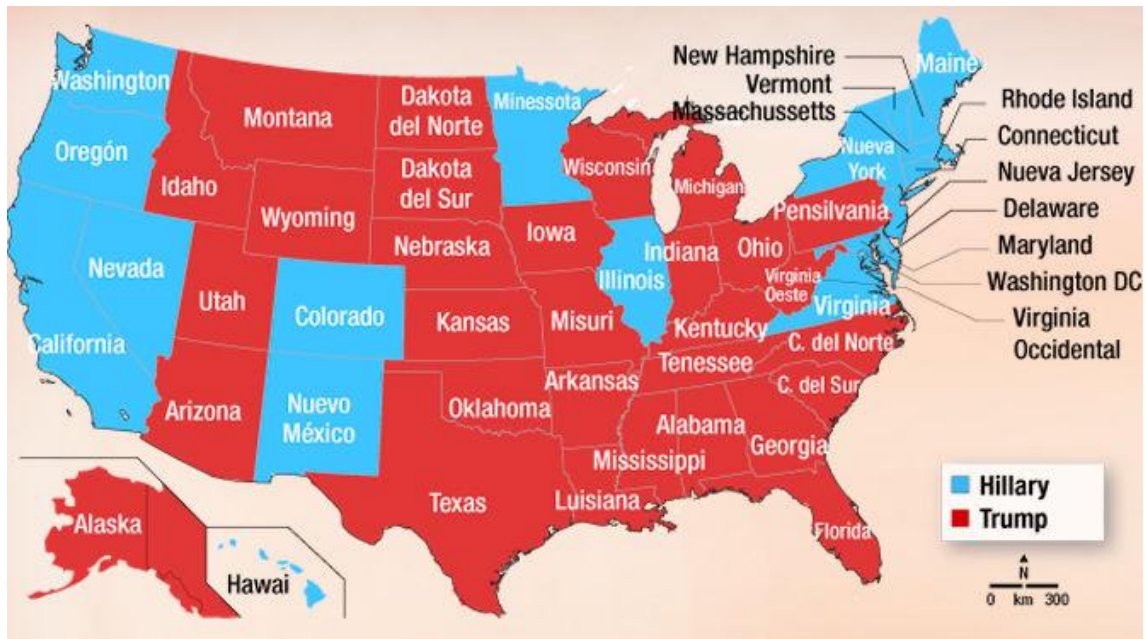 Washington
Oregón
California
Nevada
Idaho
Montana
Wyoming
Utah
Arizona
Colorado
Nuevo
México
Dakota
del Norte
Dakota
del Sur
Nebraska
Kansas
Oklahoma
Texas
Minessota
Iowa
Misuri
Arkansas
Luisiana
Wisconsin
Illinois
Michigan
Indiana
Ohio
Kentucky
Tenessee
Mississippi
Alabama
Georgia
Florida
C. del Sur
C. del Norte
Virginia
Virginia
Oeste
Pensilvania
Nueva
York
Maine
New Hampshire
Vermont
Massachussetts
Rhode Island
Connecticut
Nueva Jersey
Delaware
Maryland
Washington DC
Virginia
Occidental
Alaska
Hawai
Hillary
Trump
N
0 km 300